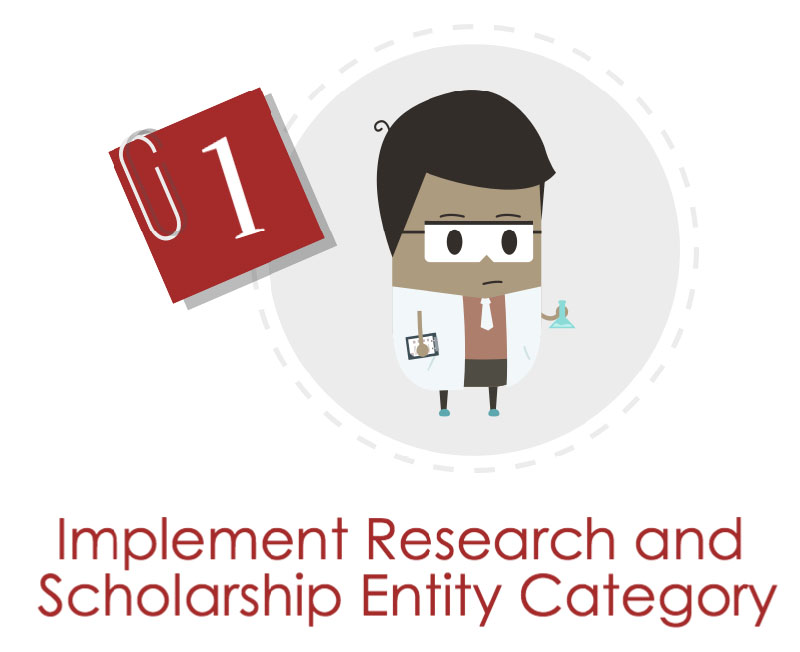 1
Implement Research and
Scholarship Entity Category